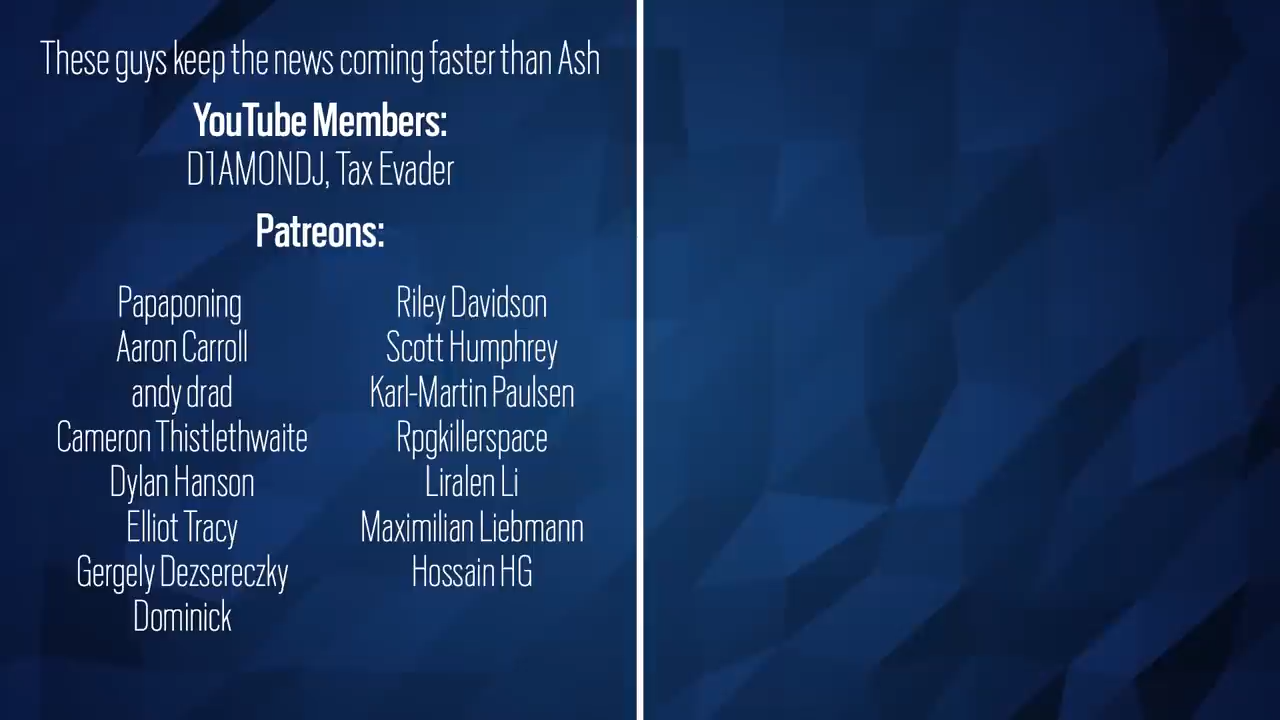 These guys keep the news coming faster than Ash
YouTube Members:
D1AMONDJ, Tax Evader
Patreons:
Papaponing
Aaron Carroll
andy drad
Cameron Thistlethwaite
Dylan Hanson
Elliot Tracy
Gergely Dezsereczky
Dominick
Riley Davidson
Scott Humphrey
Karl-Martin Paulsen
Rpgkillerspace
Liralen Li
Maximilian Liebmann
Hossain HG